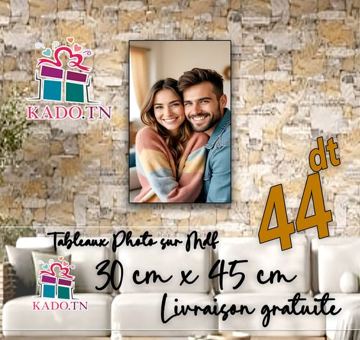 KADO.TN
44 dt
Tableaux Photo sur Mdf
KADO.TN
30 cm x 45 cm
Livraison gratuite